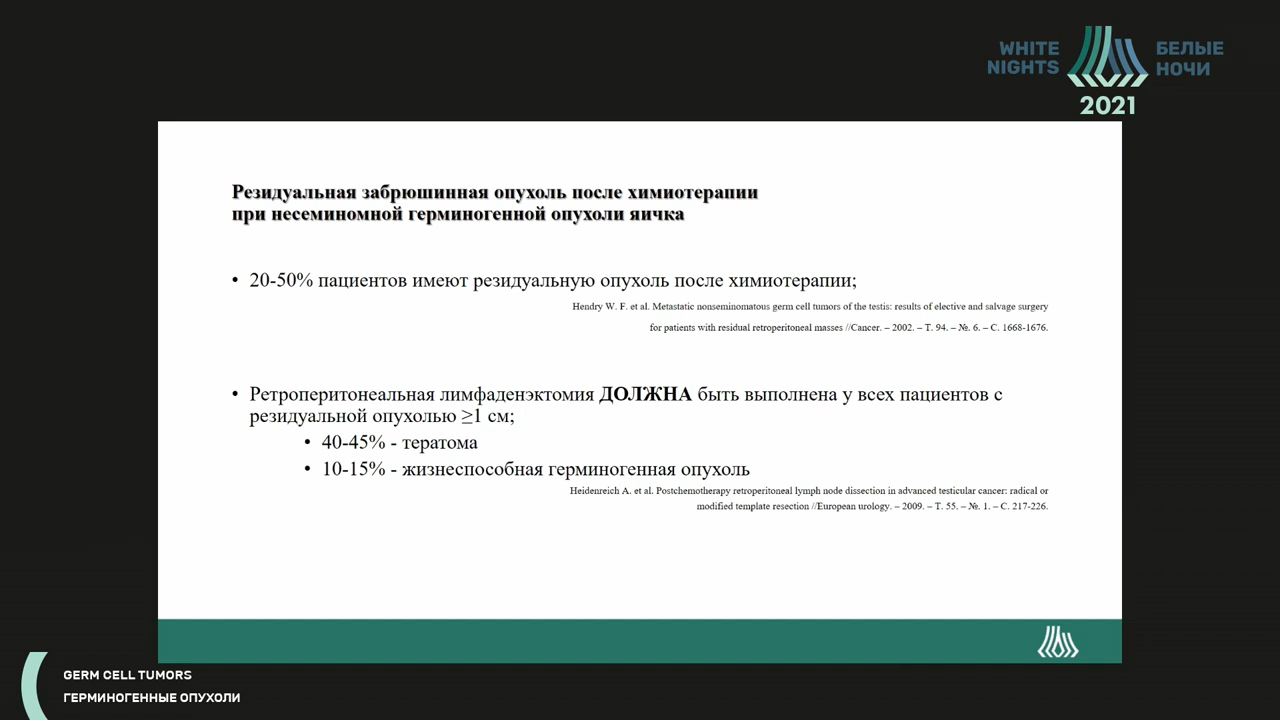 WHITE
NIGHTS
БЕЛЫЕ
НОЧИ
2021
Резидуальная забрюшинная опухоль после химиотерапии
при несеминомной герминогенной опухоли яичка
• 20-50% пациентов имеют резидуальную опухоль после химиотерапии;
Hendry W. F. et al. Metastatic nonseminomatous germ cell tumors of the testis: results of elective and salvage surgery
for patients with residual retroperitoneal masses //Cancer. – 2002. – Т. 94. – №. 6. – С. 1668-1676.
• Ретроперитонеальная лимфаденэктомия ДОЛЖНА быть выполнена у всех пациентов с
резидуальной опухолью ≥1 см;
• 40-45% - тератома
• 10-15% - жизнеспособная герминогенная опухоль
Heidenreich A. et al. Postchemotherapy retroperitoneal lymph node dissection in advanced testicular cancer: radical or
modified template resection //European urology. – 2009. – Т. 55. – №. 1. – С. 217-226.
GERM CELL TUMORS
ГЕРМИНОГЕННЫЕ ОПУХОЛИ